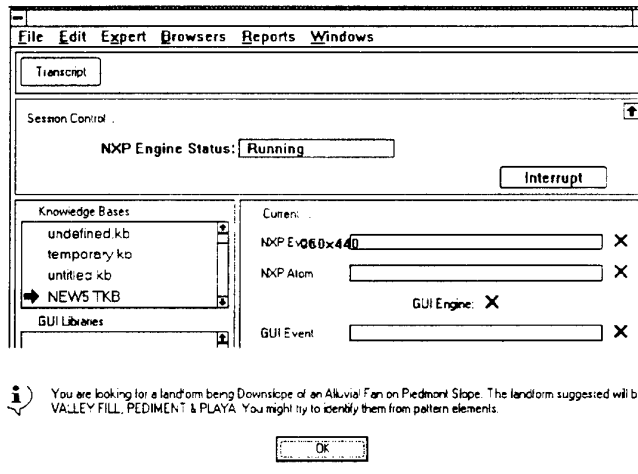 File Edit Expert Browsers Reports Windows
Transcript
Session Control ..
NXP Engine Status: Running
Interrupt
Knowledge Bases
undefined.kb
temporary.kb
untitled.kb
NEW5.TKB
GUI Libraries
Current ..
NXP Ev 060x440
NXP Atom
GUI Engine:
GUI Event
You are looking for a landform being Downslope of an Alluvial Fan on Piedmont Slope. The landform suggested will b
VALLEY FILL, PEDIMENT & PLAYA. You might try to identify them from pattern elements.
OK